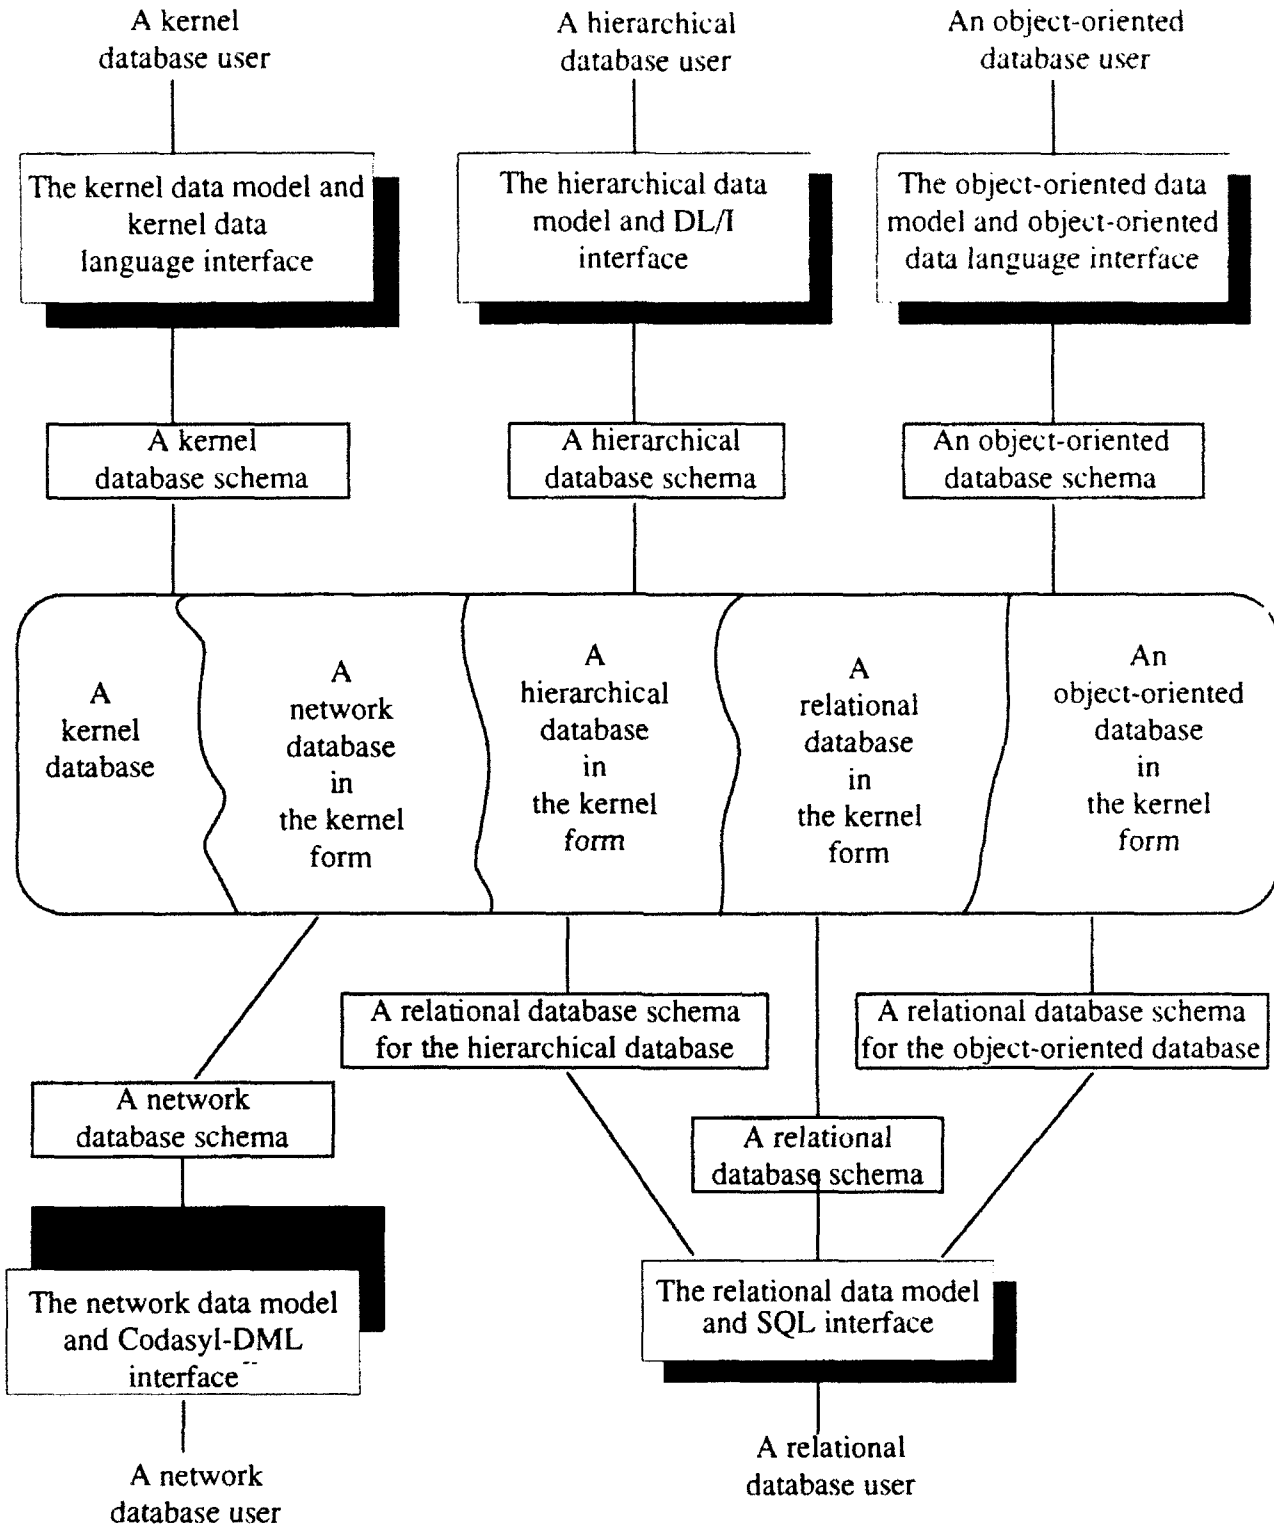 A kernel
database user
A hierarchical
database user
An object-oriented
database user
The kernel data model and
kernel data
language interface
The hierarchical data
model and DL/I
interface
The object-oriented data
model and object-oriented
data language interface
A kernel
database schema
A hierarchical
database schema
An object-oriented
database schema
A
kernel
database
A
network
database
in
the kernel
form
A
hierarchical
database
in
the kernel
form
A
relational
database
in
the kernel
form
An
object-oriented
database
in
the kernel
form
A relational database schema
for the hierarchical database
A relational database schema
for the object-oriented database
A network
database schema
A relational
database schema
The network data model
and Codasyl-DML
interface
The relational data model
and SQL interface
A network
database user
A relational
database user